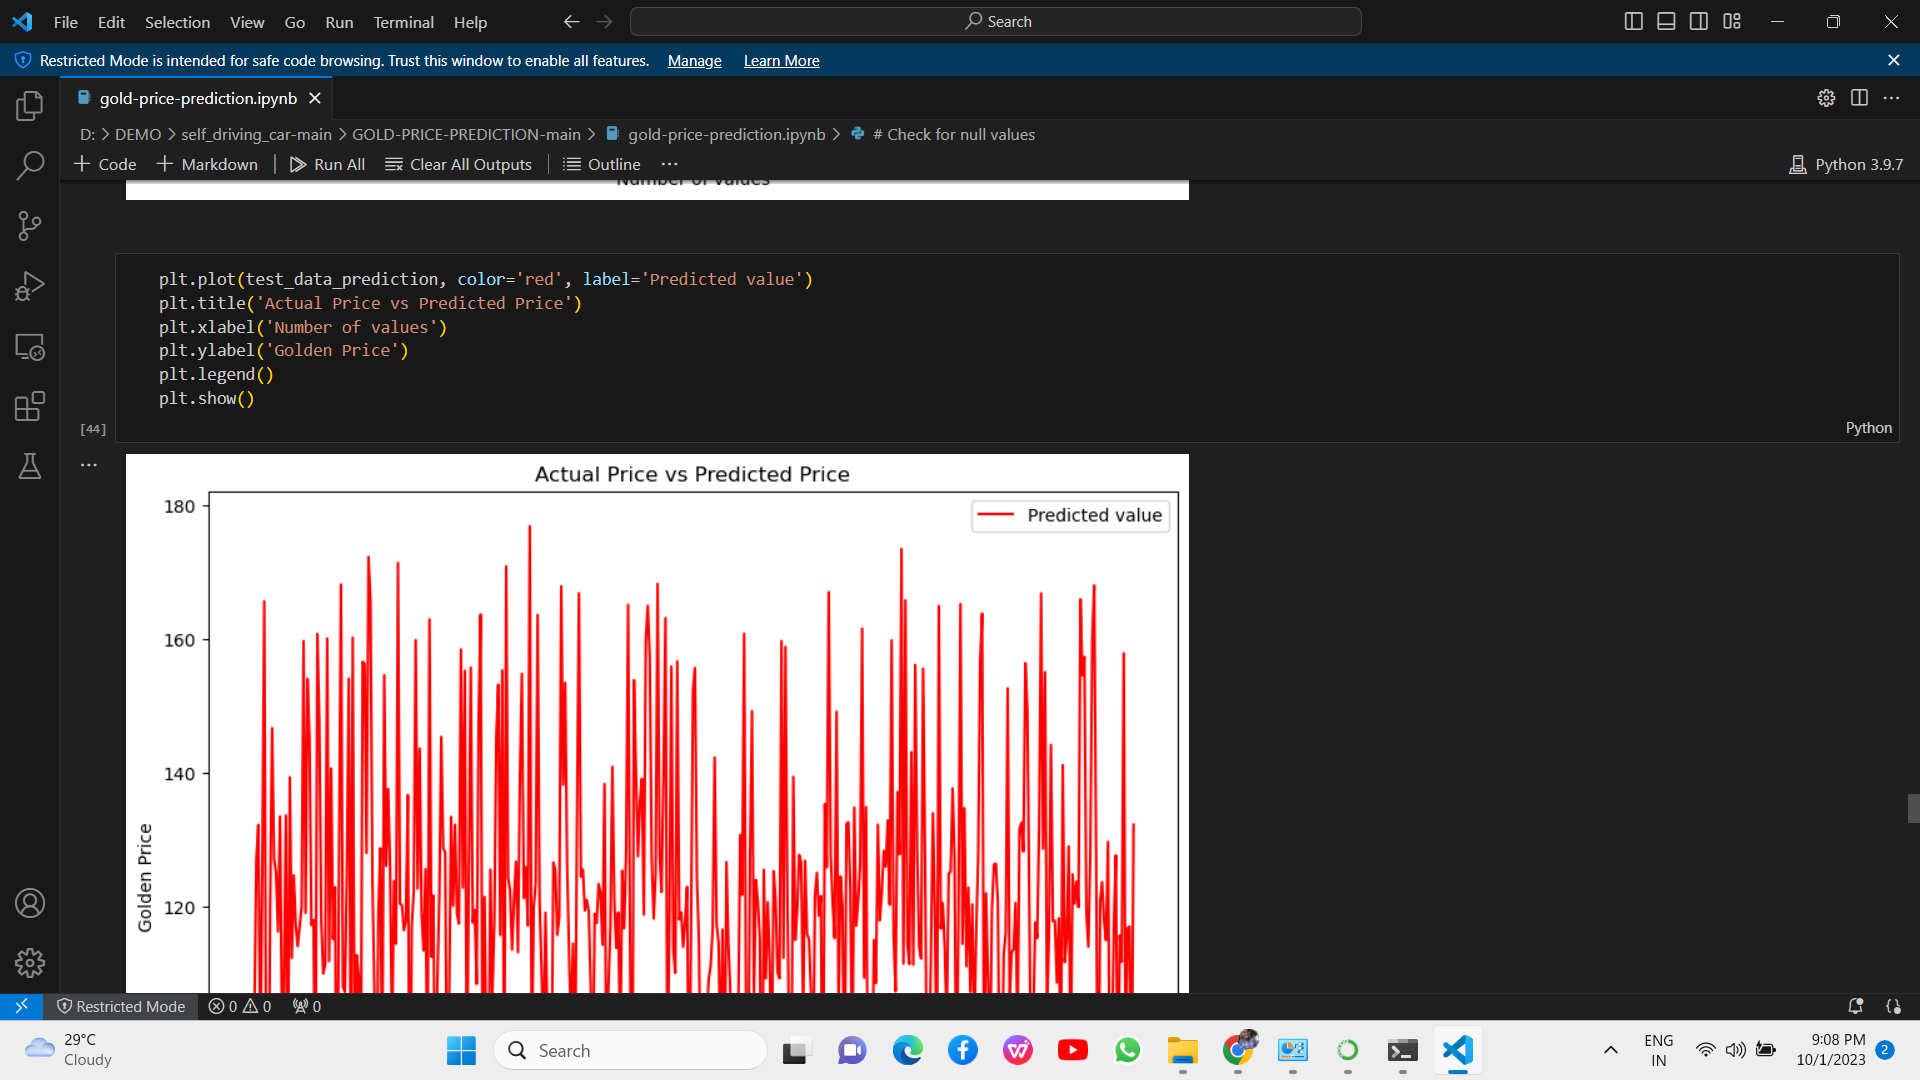 File Edit Selection View Go Run Terminal Help
Search
Restricted Mode is intended for safe code browsing. Trust this window to enable all features. Manage Learn More
gold-price-prediction.ipynb
D: > DEMO > self_driving_car-main > GOLD-PRICE-PREDICTION-main > gold-price-prediction.ipynb > # Check for null values
+ Code + Markdown Run All Clear All Outputs Outline ...
Python 3.9.7
Number of values
plt.plot(test_data_prediction, color='red', label='Predicted value')
plt.title('Actual Price vs Predicted Price')
plt.xlabel('Number of values')
plt.ylabel('Golden Price')
plt.legend()
plt.show()
[44]
Python
...
Actual Price vs Predicted Price
Predicted value
180
160
140
120
Golden Price
Restricted Mode 0 0 0
29°C
Cloudy
Search
ENG
IN
9:08 PM
10/1/2023
2